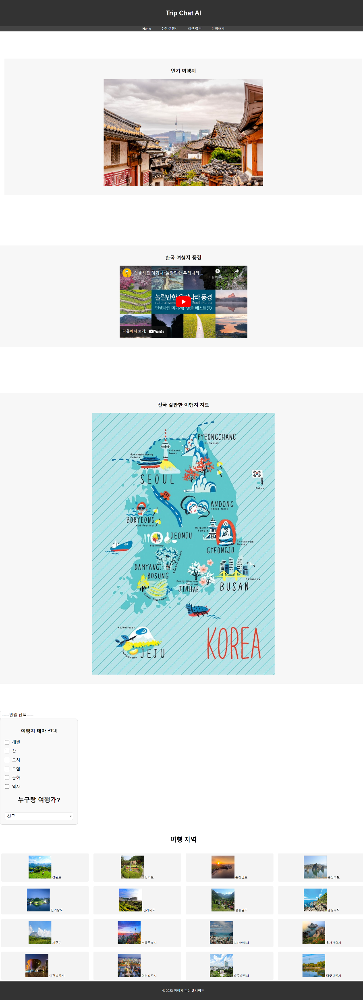 Trip Chat AI
Home 추천 여행지 최신 정보 문의하기
인기 여행지
한국 여행지 풍경
인생사진 여기서! 놀랄만한 우리나라 ...
놀랄만한 우리나라 풍경
natural South Korea
인생사진 여기서! 핫플 베스트50
다음에서 보기: YouTube
전국 갈만한 여행지 지도
PYEONGCHANG
Mt.Seolak
N-Seoul
Tower
Gyeongbokgung
Palace
SEOUL
Dokdo
ANDONG
Hahoe mask
BORYEONG
Mud Festival
Bulguksa
Temple
JEONJU
Bibimbap
Seokguram
Grotto
GYEONGJU
DAMYANG
Bamboo Garden
BOSUNG
Green Tea Farm
Cerry Blossom
Festival
JINHAE
Haeundae
BUSAN
Mt.Hallasan
Tangerine
JEJU
KOREA
-----인원 선택-----
여행지 테마 선택
해변
산
도시
모험
문화
역사
누구랑 여행가?
친구
여행 지역
강원도 경기도 충청남도 충청북도
전라남도 전라북도 경상남도 경상북도
제주도 서울특별시 부산광역시 울산광역시
인천광역시 대전광역시 광주광역시 대구광역시
© 2023 여행지 추천 웹사이트